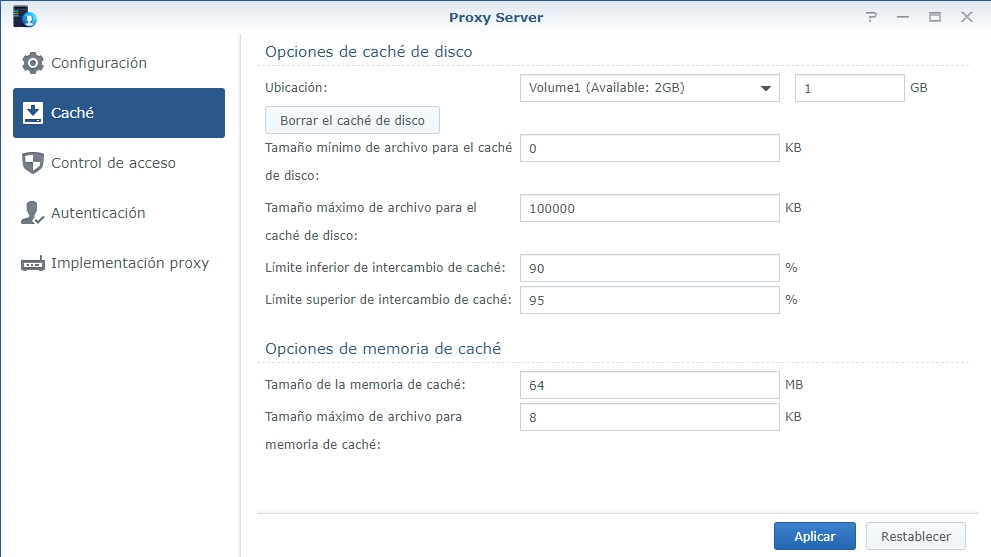 Proxy Server
Configuración
Caché
Control de acceso
Autenticación
Implementación proxy
Opciones de caché de disco
Ubicación: Volume1 (Available: 2GB) 1 GB
Borrar el caché de disco
Tamaño mínimo de archivo para el caché 0 KB
de disco:
Tamaño máximo de archivo para el 100000 KB
caché de disco:
Límite inferior de intercambio de caché: 90 %
Límite superior de intercambio de caché: 95 %
Opciones de memoria de caché
Tamaño de la memoria de caché: 64 MB
Tamaño máximo de archivo para 8 KB
memoria de caché:
Aplicar Restablecer